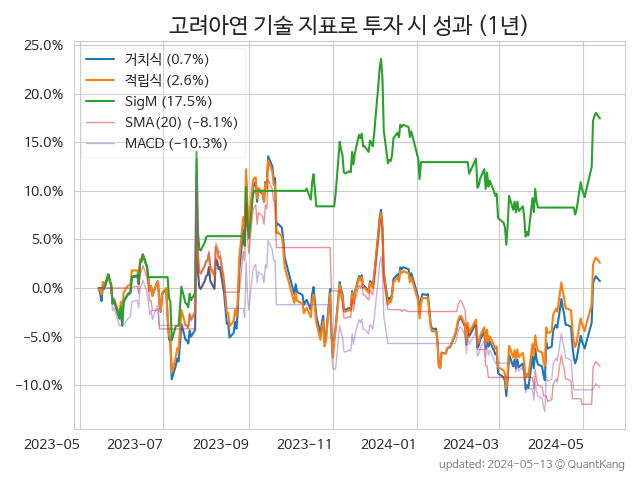 고려아연 기술 지표로 투자 시 성과 (1년)
25.0%
20.0%
15.0%
10.0%
5.0%
0.0%
−5.0%
−10.0%
거치식 (0.7%)
적립식 (2.6%)
SigM (17.5%)
SMA(20) (−8.1%)
MACD (−10.3%)
2023-05 2023-07 2023-09 2023-11 2024-01 2024-03 2024-05
updated: 2024-05-13 ⓒ QuantKang